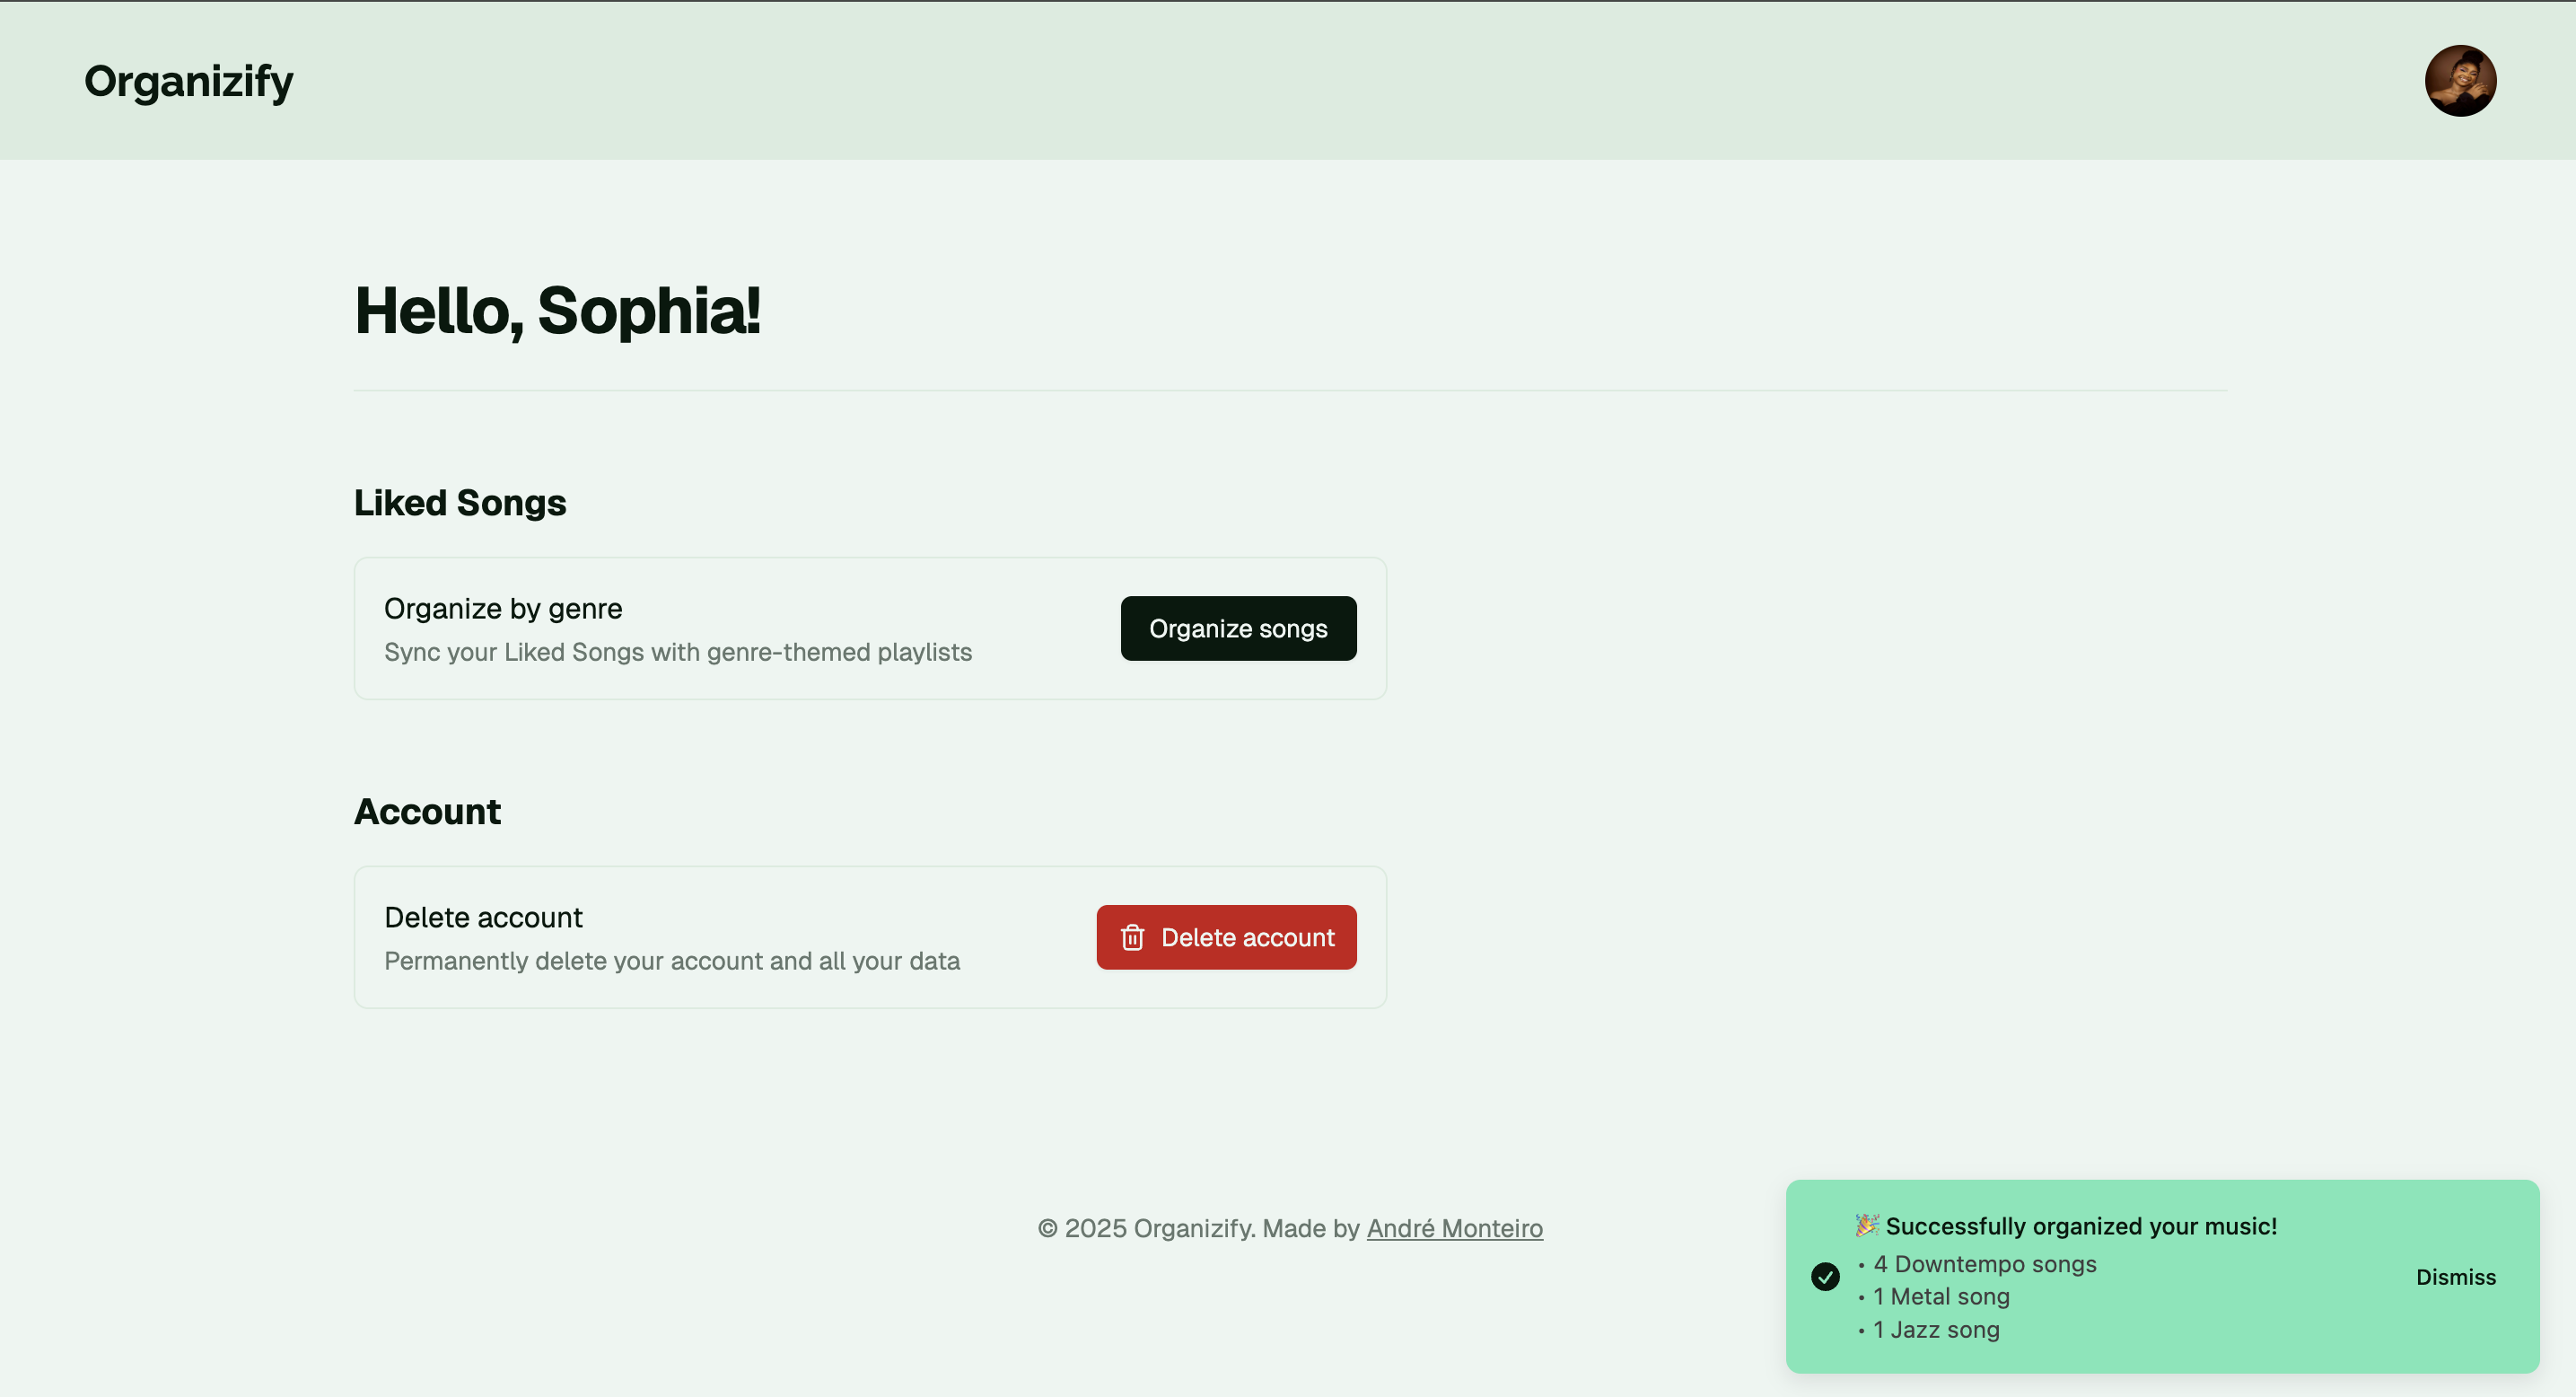 Organizify
Hello, Sophia!
Liked Songs
Organize by genre
Sync your Liked Songs with genre-themed playlists
Organize songs
Account
Delete account
Permanently delete your account and all your data
Delete account
© 2025 Organizify. Made by André Monteiro
🎉 Successfully organized your music!
• 4 Downtempo songs
• 1 Metal song
• 1 Jazz song
Dismiss